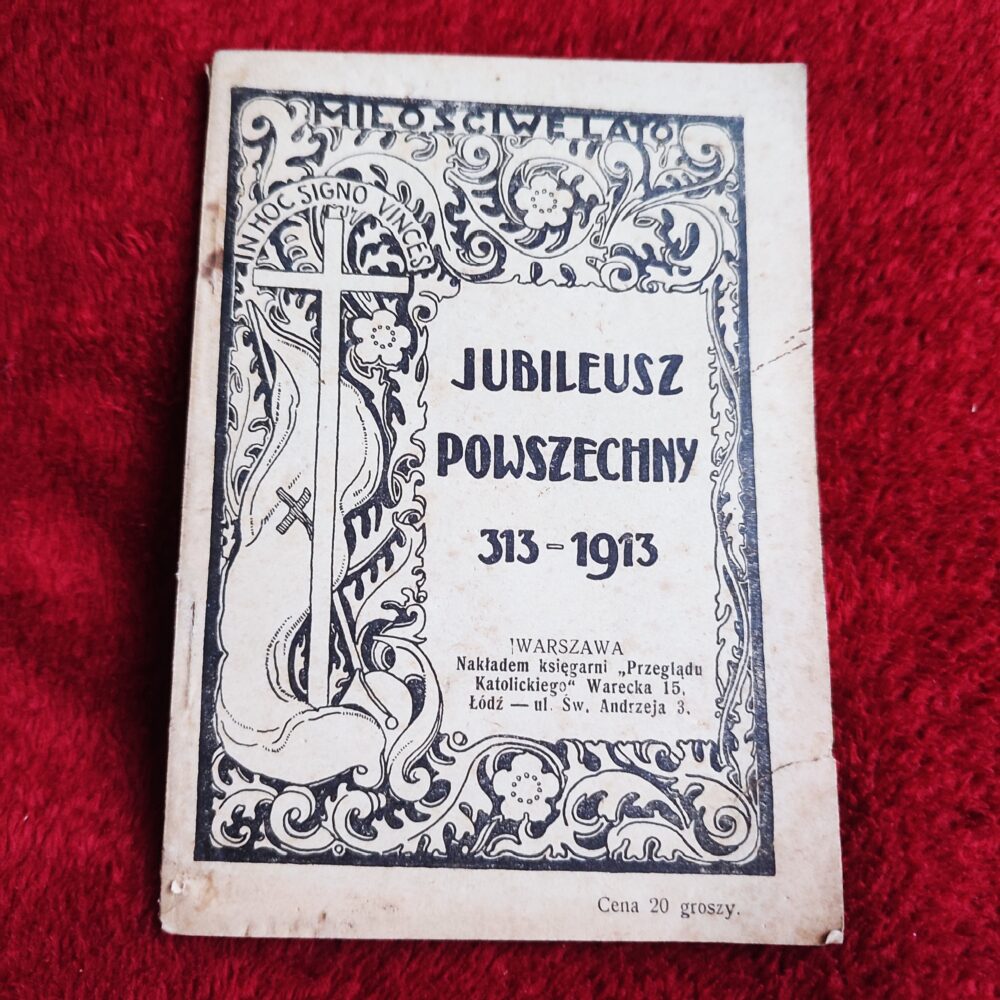 MIŁOŚCIWE LATO
IN HOC SIGNO VINCES
JUBILEUSZ
POWSZECHNY
313-1913
WARSZAWA
Nakładem księgarni „Przeglądu
Katolickiego“ Warecka 15,
Łódź — ul. Św. Andrzeja 3.
Cena 20 groszy.